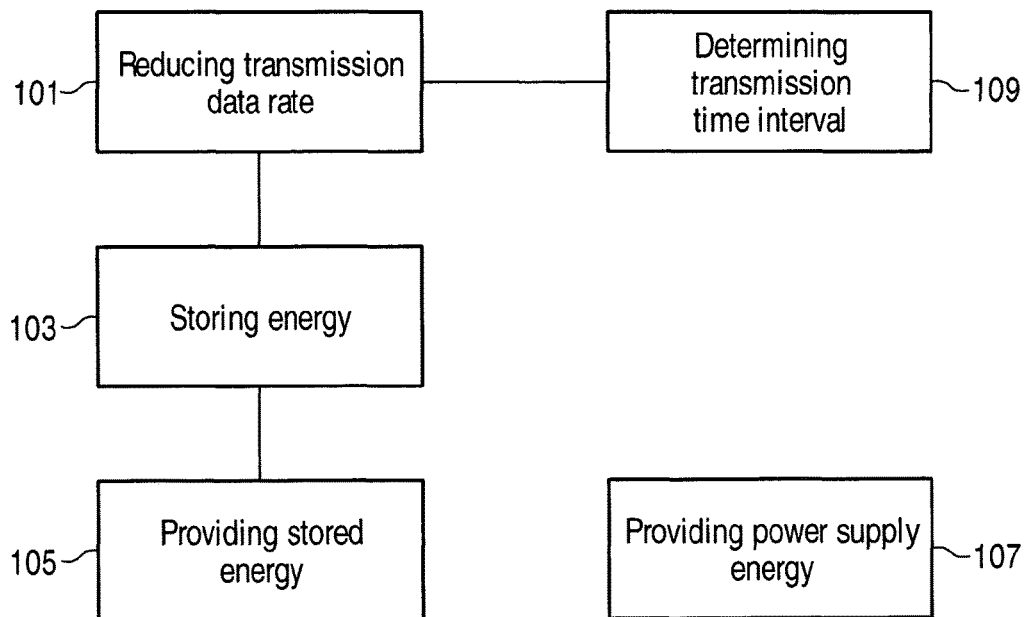 101
Reducing transmission
data rate
Determining
transmission
time interval
109
103
Storing energy
105
Providing stored
energy
Providing power supply
energy
107